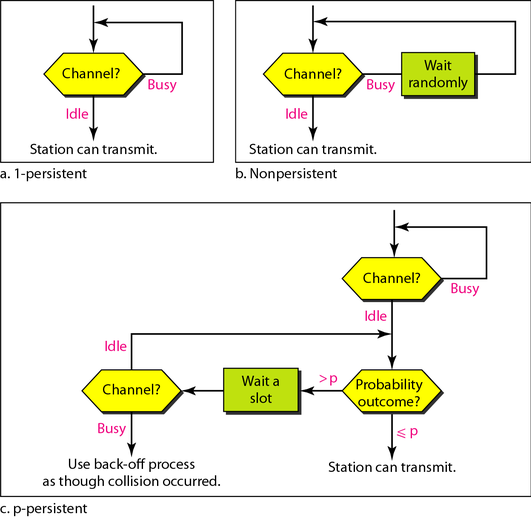 Channel?
Busy
Idle
Station can transmit.
a. 1-persistent
Channel?
Busy
Wait
randomly
Idle
Station can transmit.
b. Nonpersistent
Channel?
Busy
Idle
Idle
Channel?
Wait a
slot
>p
Probability
outcome?
Busy
≤ p
Use back-off process
as though collision occurred.
Station can transmit.
c. p-persistent